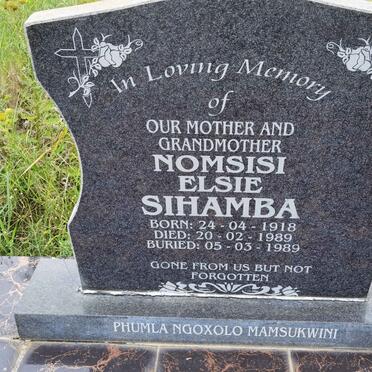 In Loving Memory
of
OUR MOTHER AND
GRANDMOTHER
NOMSISI
ELSIE
SIHAMBA
BORN: 24 - 04 - 1918
DIED: 20 - 02 - 1989
BURIED: 05 - 03 - 1989
GONE FROM US BUT NOT
FORGOTTEN
PHUMLA NGOXOLO MAMSUKWINI